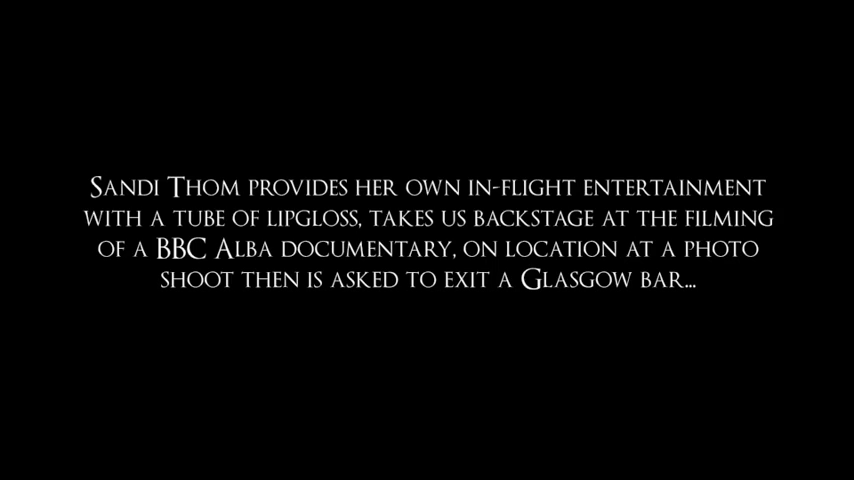 Sandi Thom provides her own in-flight entertainment
with a tube of lipgloss, takes us backstage at the filming
of a BBC Alba documentary, on location at a photo
shoot then is asked to exit a Glasgow bar...